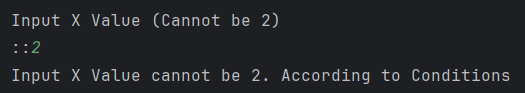 Input X Value (Cannot be 2)
::2
Input X Value cannot be 2. According to Conditions